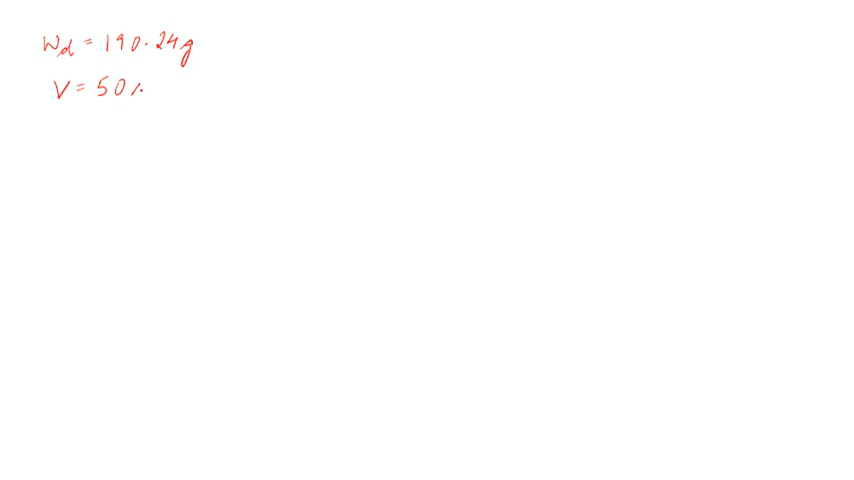 Wd = 190.24g
V = 50